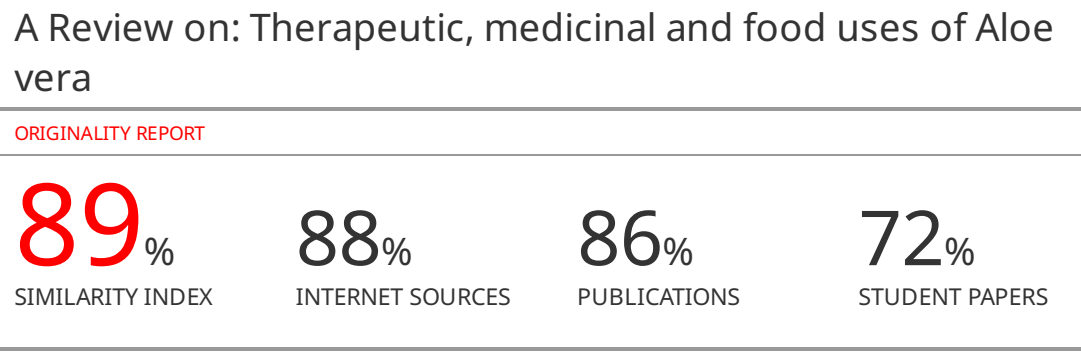 A Review on: Therapeutic, medicinal and food uses of Aloe
vera
ORIGINALITY REPORT
89% 88% 86% 72%
SIMILARITY INDEX INTERNET SOURCES PUBLICATIONS STUDENT PAPERS